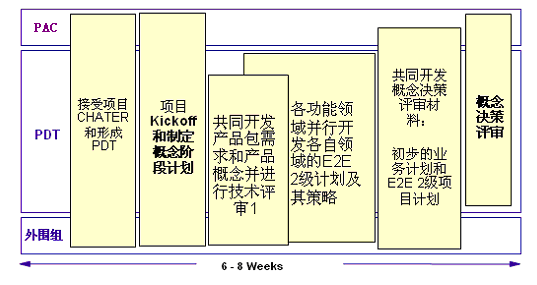 PAC
PDT
外围组
接受项目
CHATER
和形成
PDT
项目
Kickoff
和制定
概念阶
段计划
共同开发
产品包需
求和产品
概念并进
行技术评
审1
各功能领
域并行开
发各自领
域的E2E
2级计划及
其策略
共同开发
概念决策
评审材
料：
初步的业
务计划和
E2E 2级项
目计划
概念
决策
评审
6 - 8 Weeks